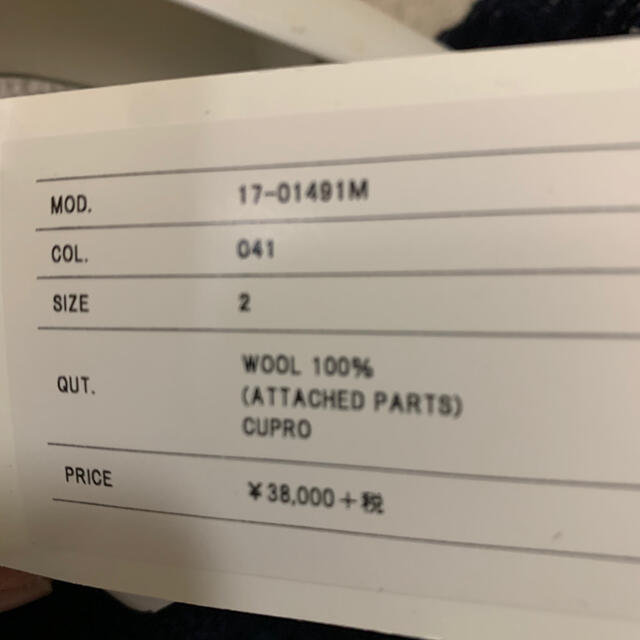 MOD. 17-01491M
COL. 041
SIZE 2
QUT. WOOL 100%
(ATTACHED PARTS)
CUPRO
PRICE ¥38,000+税